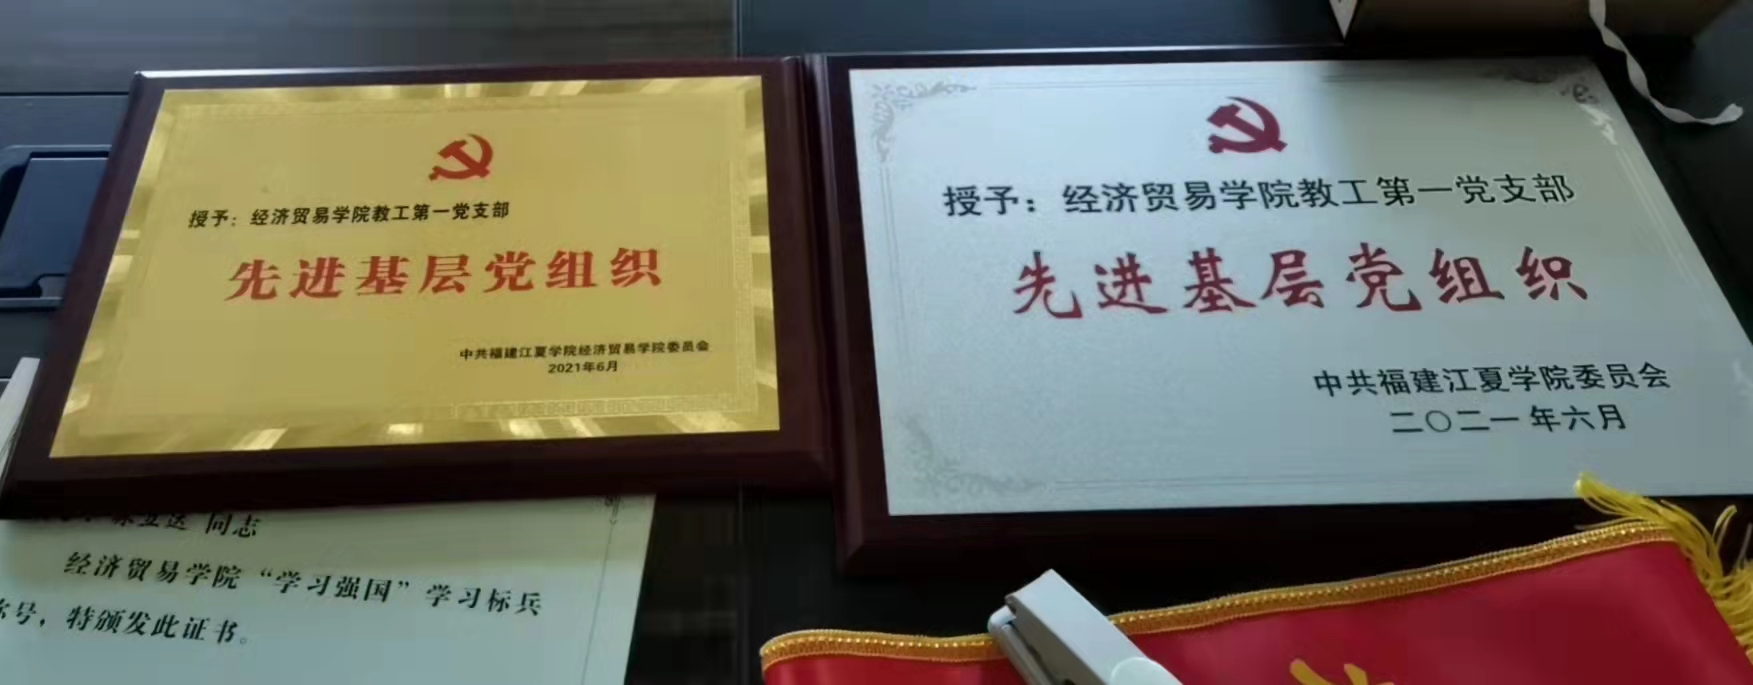 授予：经济贸易学院教工第一党支部
先进基层党组织
中共福建江夏学院经济贸易学院委员会
2021年6月
授予：经济贸易学院教工第一党支部
先进基层党组织
中共福建江夏学院委员会
二〇二一年六月
同志
经济贸易学院“学习强国”学习标兵
号，特颁发此证书。